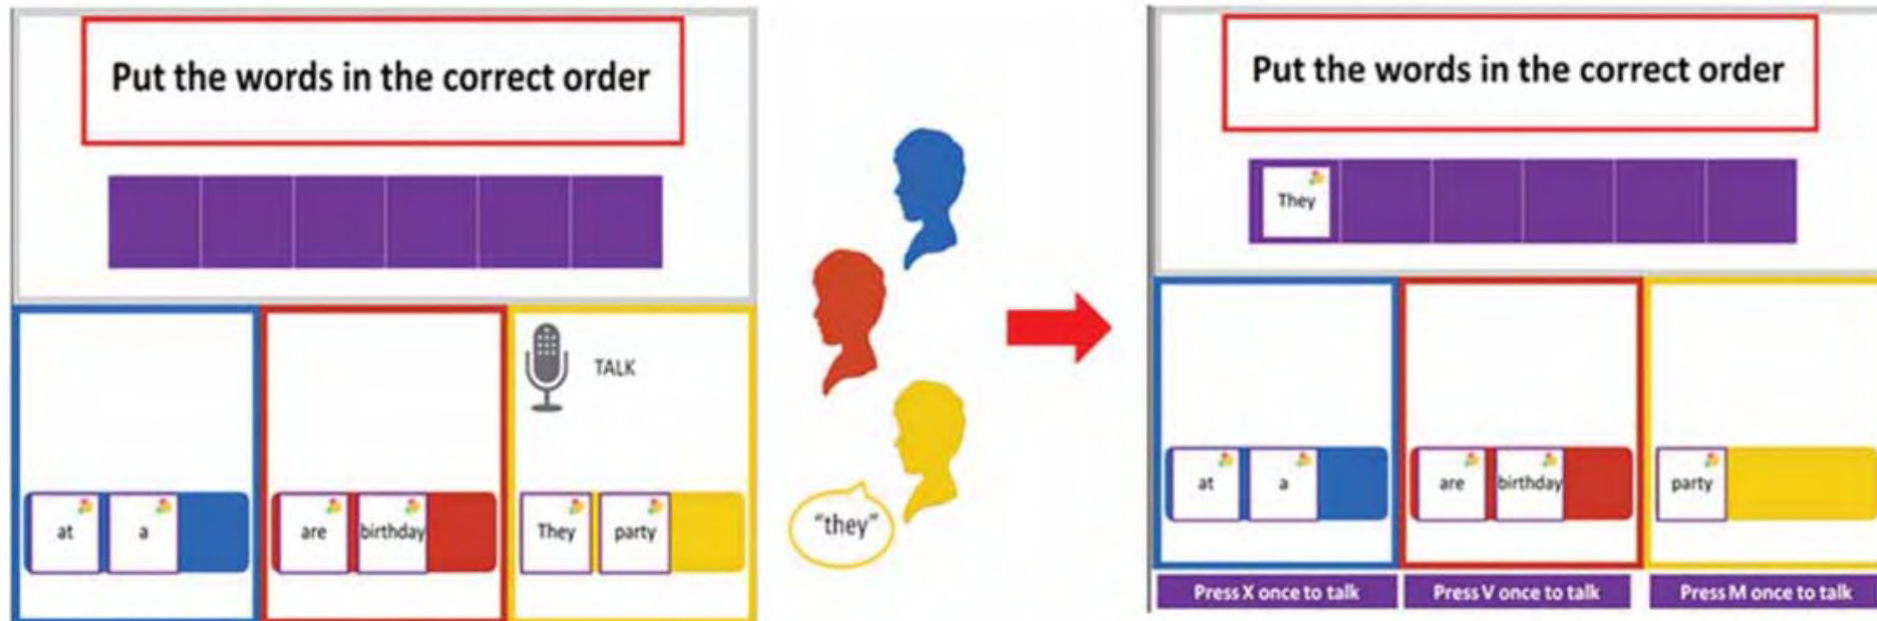 Put the words in the correct order
TALK
at a are birthday They party
"they"
Put the words in the correct order
They
at a are birthday party
Press X once to talk Press V once to talk Press M once to talk